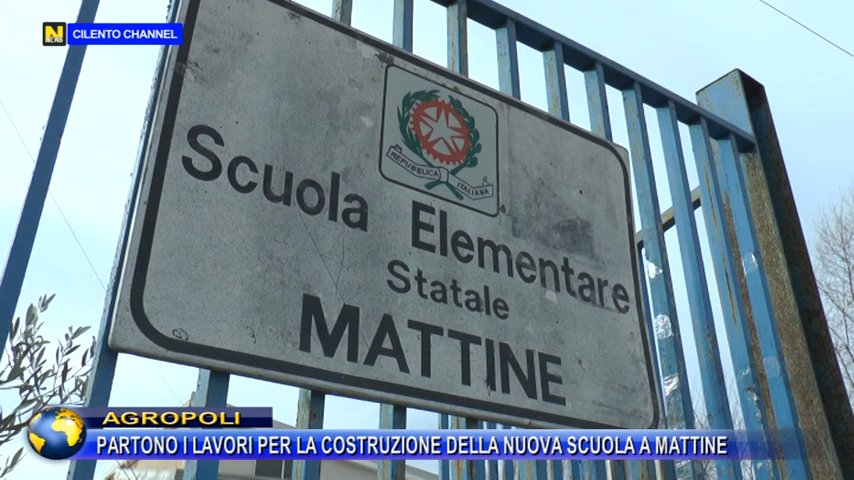 CILENTO CHANNEL
REPUBBLICA ITALIANA
Scuola Elementare
Statale
MATTINE
AGROPOLI
PARTONO I LAVORI PER LA COSTRUZIONE DELLA NUOVA SCUOLA A MATTINE